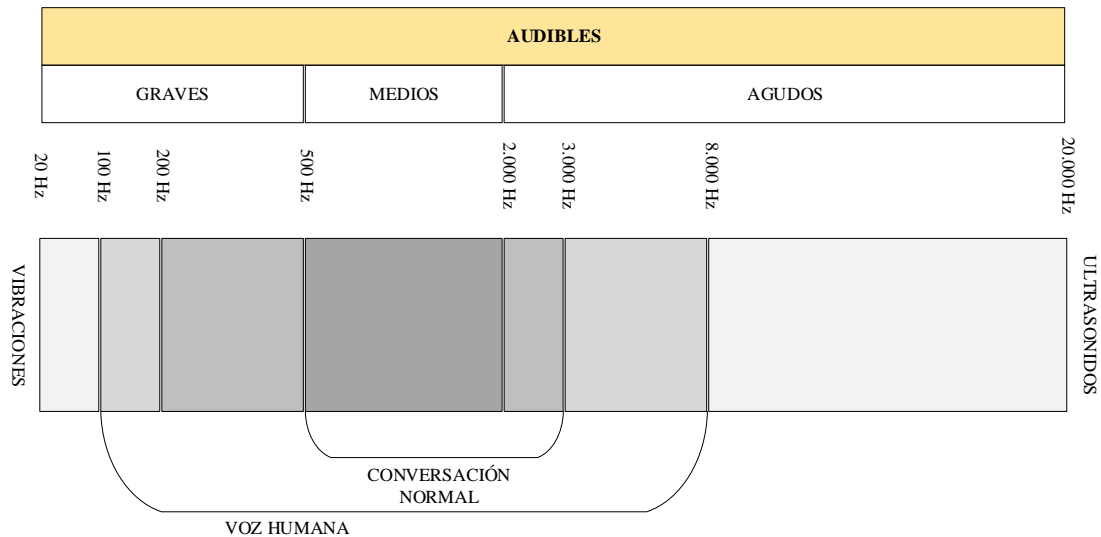 AUDIBLES
GRAVES
MEDIOS
AGUDOS
20 Hz
100 Hz
200 Hz
500 Hz
2.000 Hz
3.000 Hz
8.000 Hz
20.000 Hz
VIBRACIONES
ULTRASONIDOS
CONVERSACIÓN
NORMAL
VOZ HUMANA